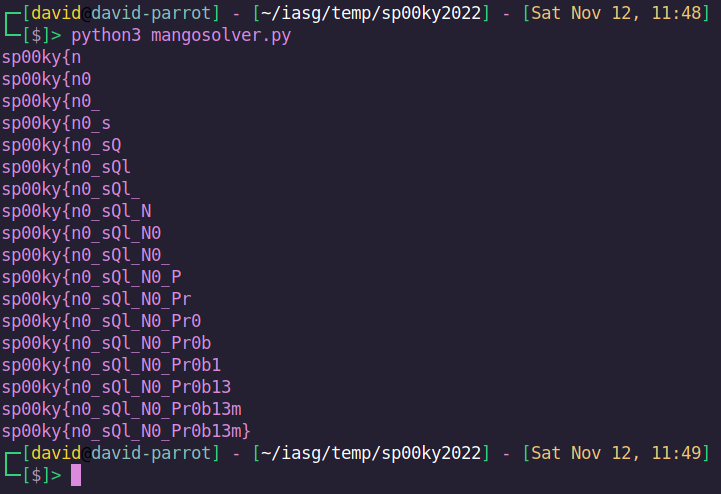 ┌─[david@david-parrot] - [~/iasg/temp/sp00ky2022] - [Sat Nov 12, 11:48]
└─[$]> python3 mangosolver.py
sp00ky{n
sp00ky{n0
sp00ky{n0_
sp00ky{n0_s
sp00ky{n0_sQ
sp00ky{n0_sQl
sp00ky{n0_sQl_
sp00ky{n0_sQl_N
sp00ky{n0_sQl_N0
sp00ky{n0_sQl_N0_
sp00ky{n0_sQl_N0_P
sp00ky{n0_sQl_N0_Pr
sp00ky{n0_sQl_N0_Pr0
sp00ky{n0_sQl_N0_Pr0b
sp00ky{n0_sQl_N0_Pr0b1
sp00ky{n0_sQl_N0_Pr0b13
sp00ky{n0_sQl_N0_Pr0b13m
sp00ky{n0_sQl_N0_Pr0b13m}
┌─[david@david-parrot] - [~/iasg/temp/sp00ky2022] - [Sat Nov 12, 11:49]
└─[$]>